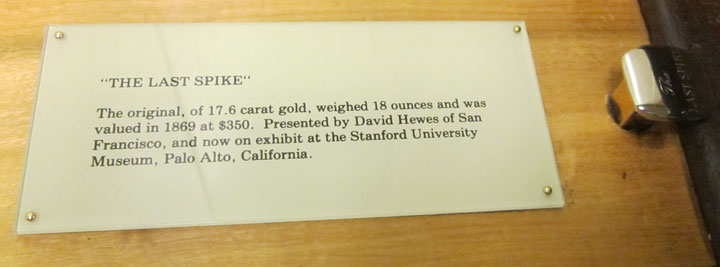 "THE LAST SPIKE"
The original, of 17.6 carat gold, weighed 18 ounces and was
valued in 1869 at $350. Presented by David Hewes of San
Francisco, and now on exhibit at the Stanford University
Museum, Palo Alto, California.